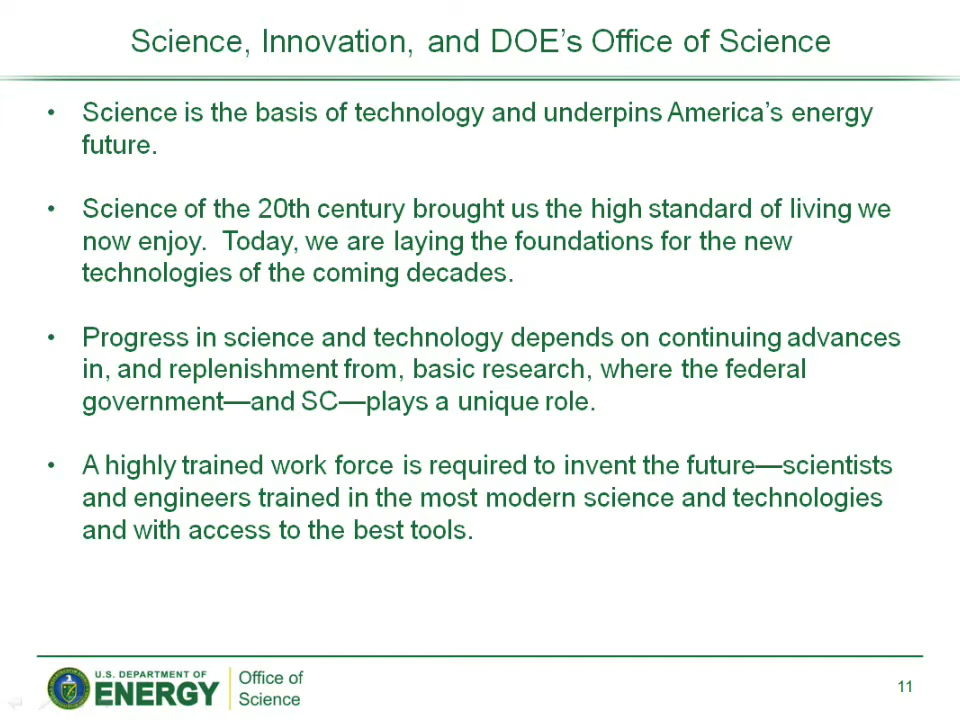 Science, Innovation, and DOE’s Office of Science
• Science is the basis of technology and underpins America’s energy
future.
• Science of the 20th century brought us the high standard of living we
now enjoy.  Today, we are laying the foundations for the new
technologies of the coming decades.
• Progress in science and technology depends on continuing advances
in, and replenishment from, basic research, where the federal
government—and SC—plays a unique role.
• A highly trained work force is required to invent the future—scientists
and engineers trained in the most modern science and technologies
and with access to the best tools.
U.S. DEPARTMENT OF
ENERGY
Office of
Science
11